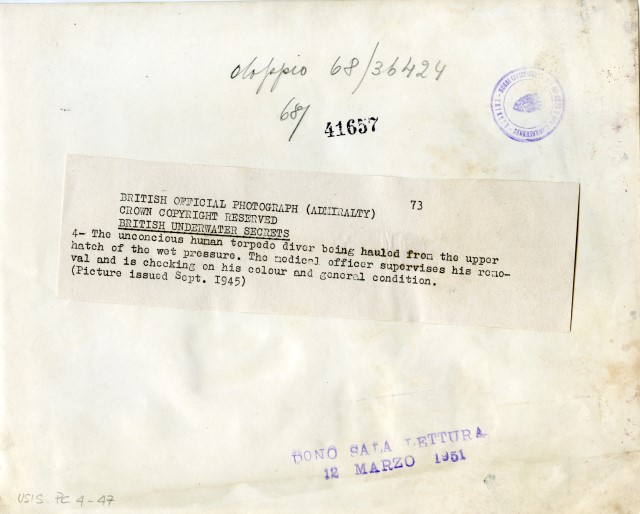 doppio 68/36424
68/
41657
BRITISH OFFICIAL PHOTOGRAPH (ADMIRALTY) 73
CROWN COPYRIGHT RESERVED
BRITISH UNDERWATER SECRETS
4- The unconcious human torpedo diver being hauled from the upper
hatch of the wet pressure. The medical officer supervises his remo-
val and is checking on his colour and general condition.
(Picture issued Sept. 1945)
DONO SALA LETTURA
12 MARZO 1951
USIS PC 4-47